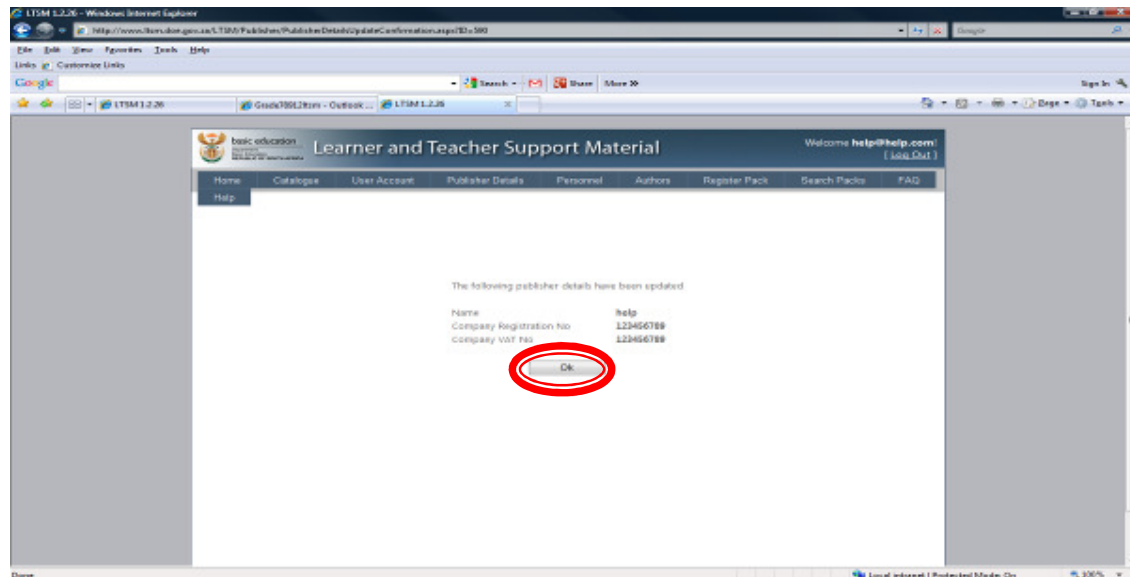 LTSM 1.2.26 - Windows Internet Explorer
Google
File Edit View Favorites Tools Help
Links Customize Links
Google Search Share More >> Sign In
LTSM 1.2.26 LTSM 1.2.26 Page Tools
basic education
Learner and Teacher Support Material
Welcome help@help.com!
[ Log Out ]
Home Catalogue User Account Publisher Details Personnel Authors Register Pack Search Packs FAQ
Help
The following publisher details have been updated
Name help
Company Registration No 123456789
Company VAT No 123456789
Ok
Done Local intranet | Protected Mode: On 100%